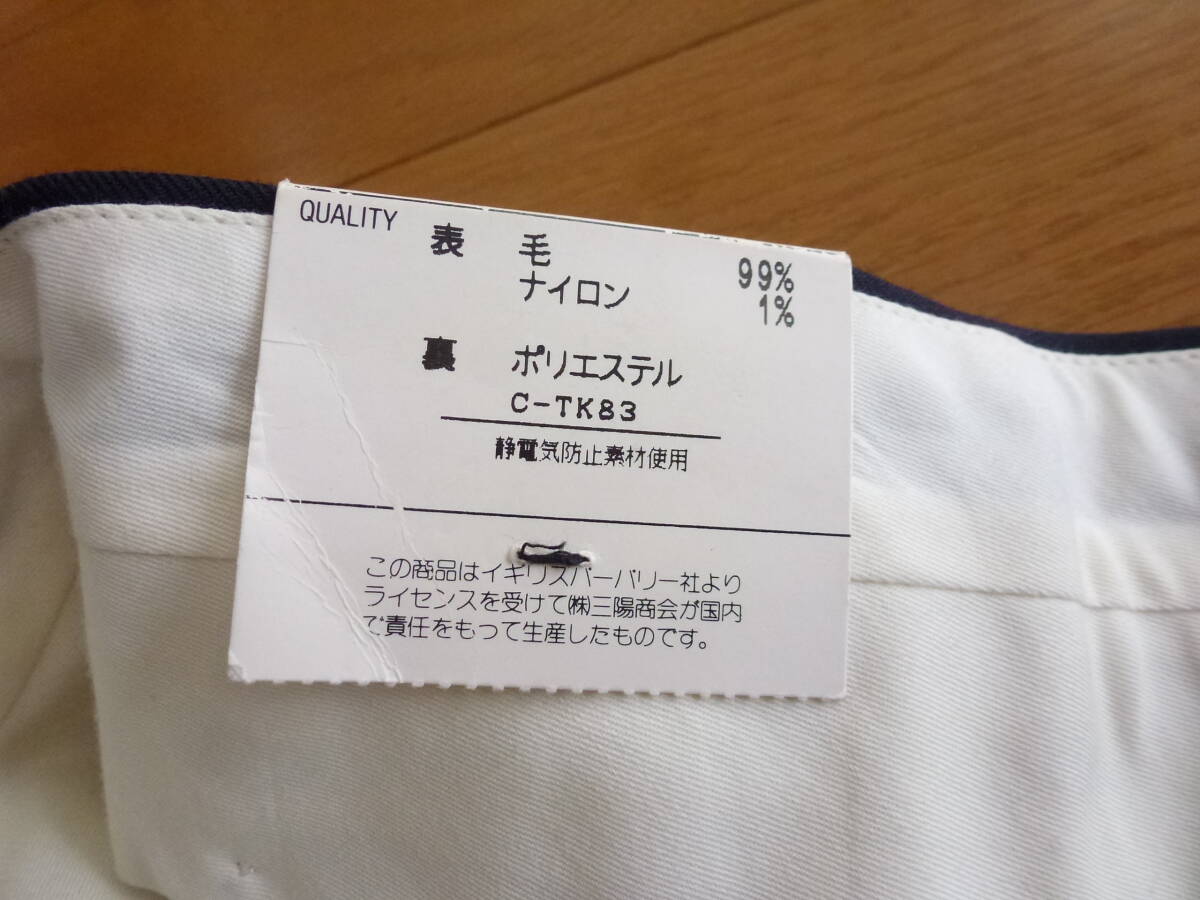 QUALITY 表 毛 99%
ナイロン 1%
裏 ポリエステル
C-TK83
静電気防止素材使用
この商品はイギリスバーバリー社より
ライセンスを受けて㈱三陽商会が国内
で責任をもって生産したものです。